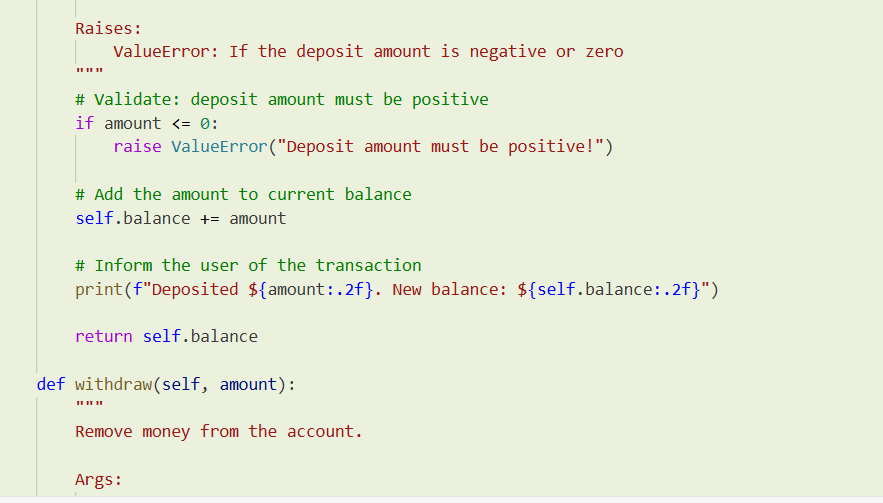 Raises:
ValueError: If the deposit amount is negative or zero
"""
# Validate: deposit amount must be positive
if amount <= 0:
raise ValueError("Deposit amount must be positive!")
# Add the amount to current balance
self.balance += amount
# Inform the user of the transaction
print(f"Deposited ${amount:.2f}. New balance: ${self.balance:.2f}")
return self.balance
def withdraw(self, amount):
"""
Remove money from the account.
Args: